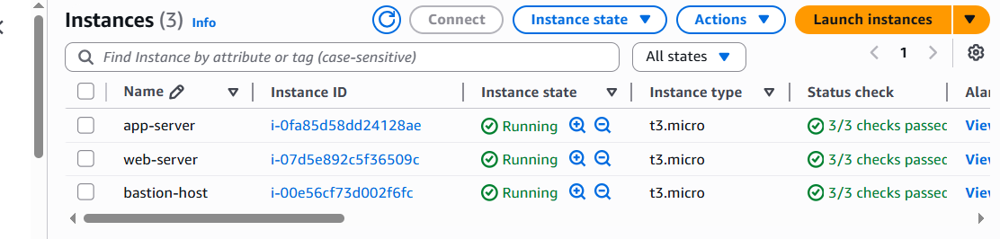 Instances (3) Info Connect Instance state Actions Launch instances
Find Instance by attribute or tag (case-sensitive) All states 1
Name Instance ID Instance state Instance type Status check Alar
app-server i-0fa85d58dd24128ae Running t3.micro 3/3 checks passec View
web-server i-07d5e892c5f36509c Running t3.micro 3/3 checks passec View
bastion-host i-00e56cf73d002f6fc Running t3.micro 3/3 checks passec View